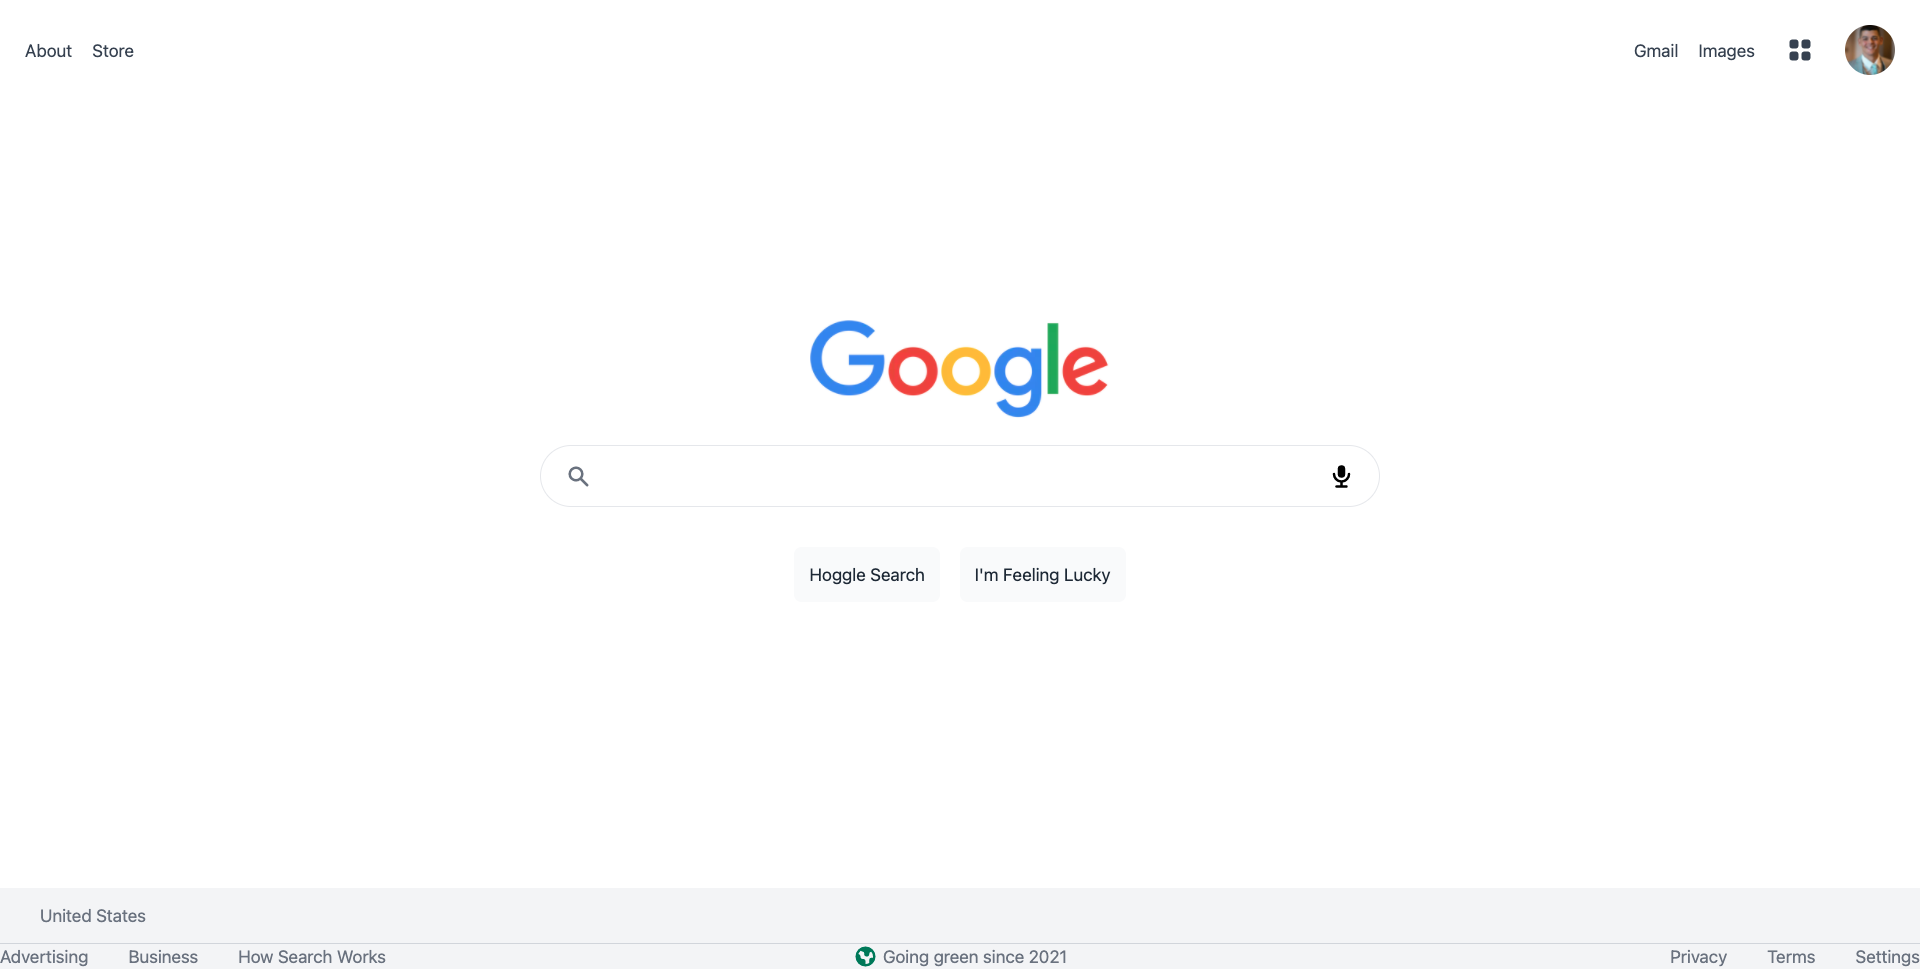 About Store
Gmail Images
Google
Hoggle Search
I'm Feeling Lucky
United States
Advertising Business How Search Works
Going green since 2021
Privacy Terms Settings